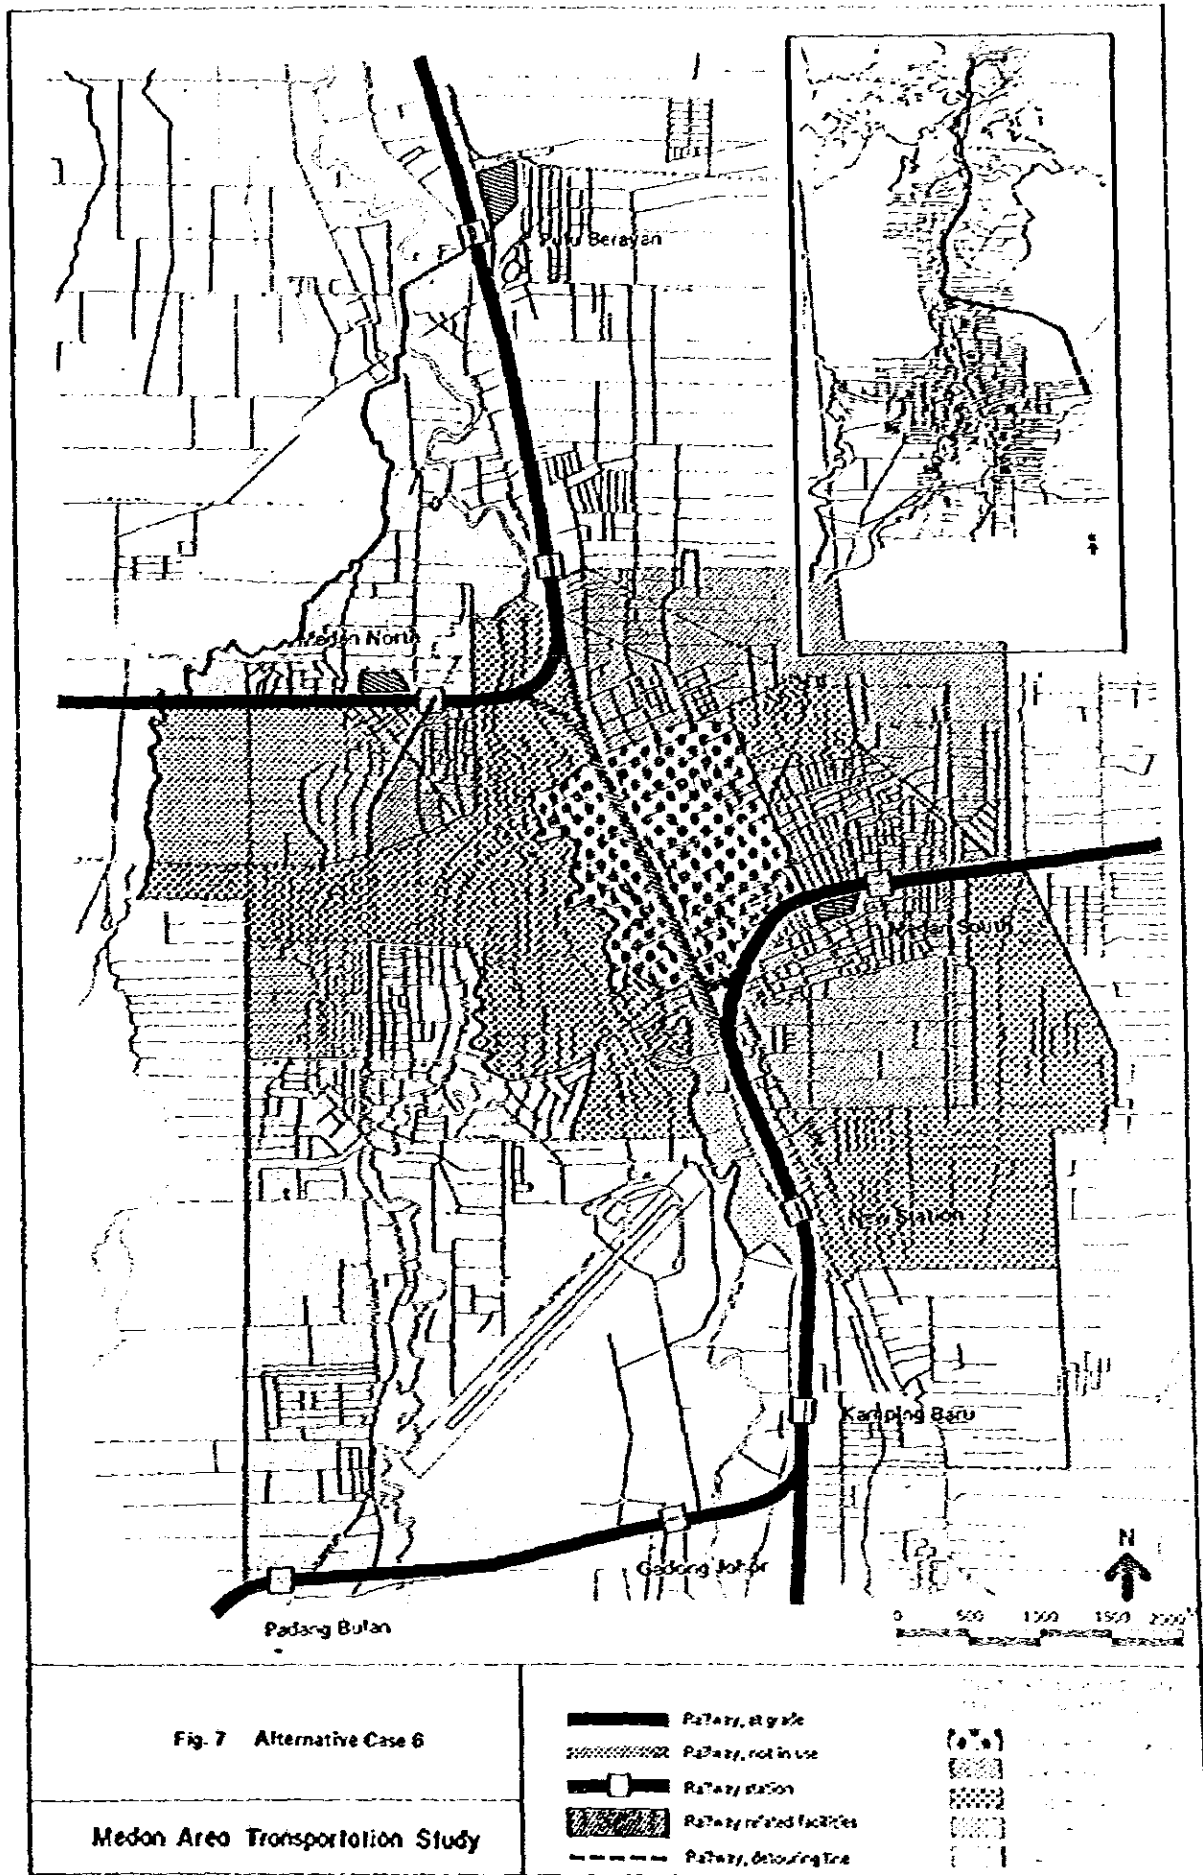 Pulu Berayan
Medan North
Medan South
New Station
Kamping Baru
Gedong Johor
Padang Bulan
N
0 500 1000 1500 2000
Fig. 7 Alternative Case 6
Medan Area Transportation Study
Railway, at grade
Railway, not in use
Railway station
Railway related facilities
Railway, detouring line